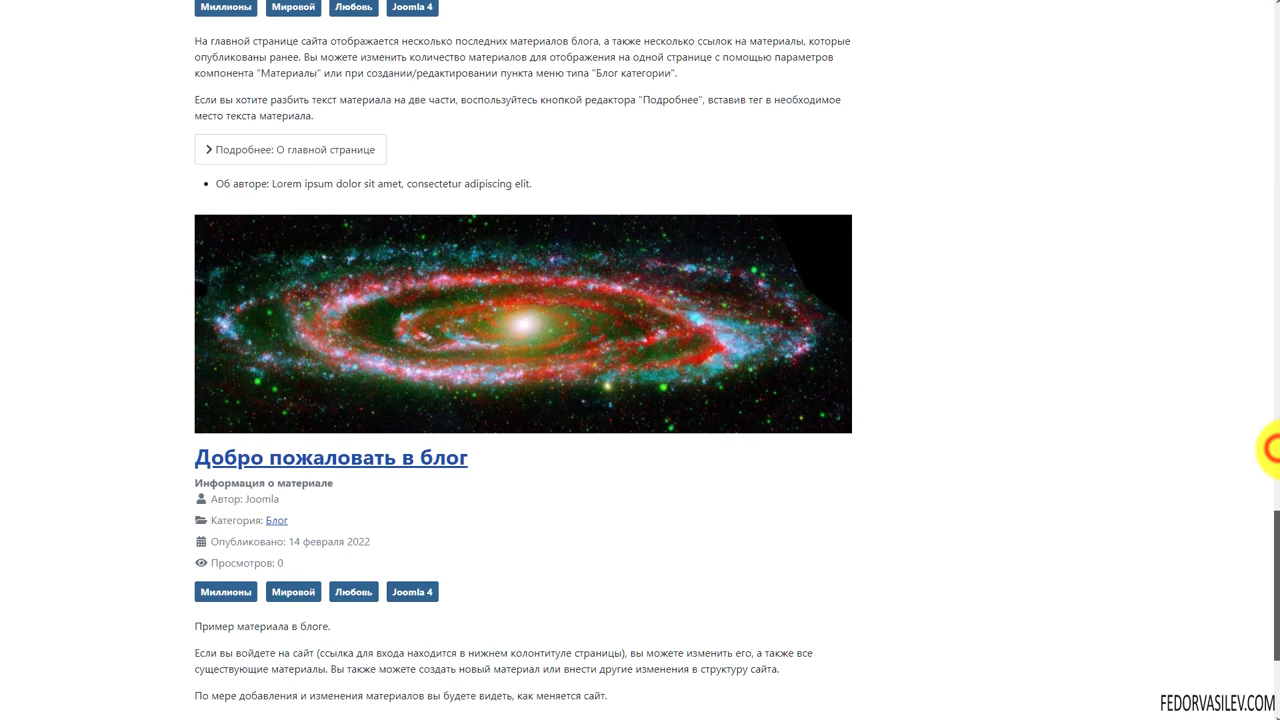 Миллионы Мировой Любовь Joomla 4
На главной странице сайта отображается несколько последних материалов блога, а также несколько ссылок на материалы, которые
опубликованы ранее. Вы можете изменить количество материалов для отображения на одной странице с помощью параметров
компонента "Материалы" или при создании/редактировании пункта меню типа "Блог категории".
Если вы хотите разбить текст материала на две части, воспользуйтесь кнопкой редактора "Подробнее", вставив тег в необходимое
место текста материала.
Подробнее: О главной странице
Об авторе: Lorem ipsum dolor sit amet, consectetur adipiscing elit.
Добро пожаловать в блог
Информация о материале
Автор: Joomla
Категория: Блог
Опубликовано: 14 февраля 2022
Просмотров: 0
Миллионы Мировой Любовь Joomla 4
Пример материала в блоге.
Если вы войдете на сайт (ссылка для входа находится в нижнем колонтитуле страницы), вы можете изменить его, а также все
существующие материалы. Вы также можете создать новый материал или внести другие изменения в структуру сайта.
По мере добавления и изменения материалов вы будете видеть, как меняется сайт.
FEDORVASILEV.COM